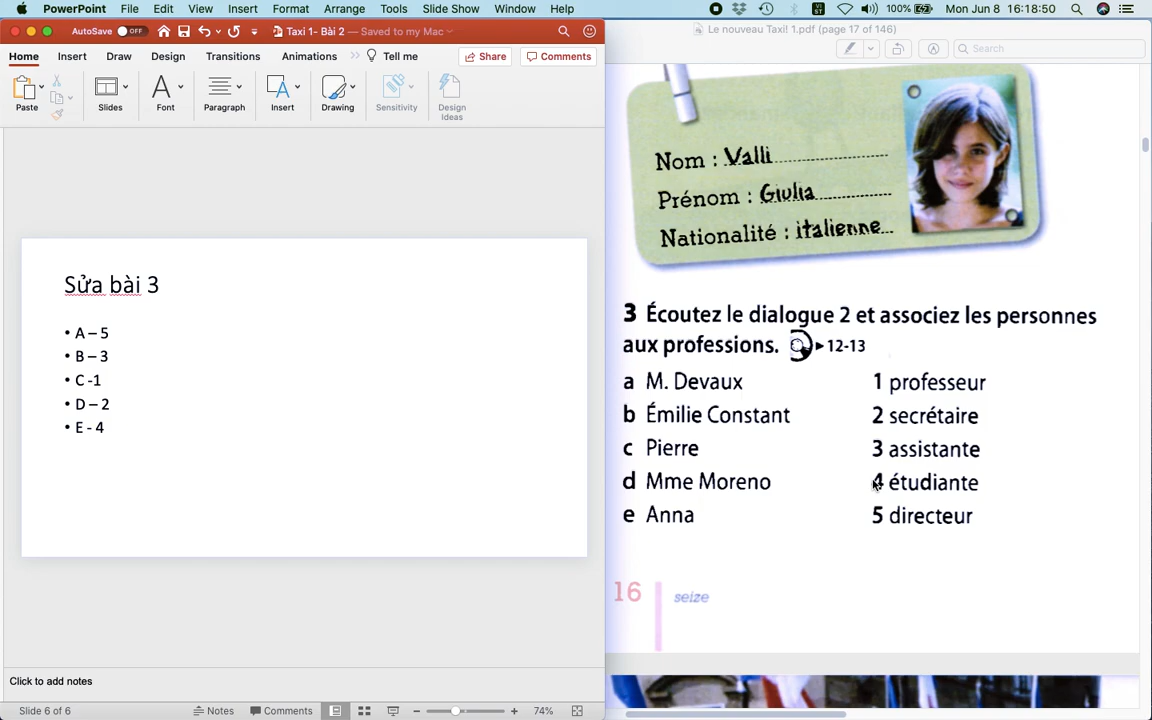 PowerPoint File Edit View Insert Format Arrange Tools Slide Show Window Help
100% Mon Jun 8 16:18:50
AutoSave OFF
Taxi 1- Bài 2 — Saved to my Mac
Home Insert Draw Design Transitions Animations Tell me
Share Comments
Paste Slides Font Paragraph Insert Drawing Sensitivity Design
Ideas
Sửa bài 3
• A – 5
• B – 3
• C -1
• D – 2
• E - 4
Click to add notes
Slide 6 of 6
Notes Comments
74%
Le nouveau Taxi! 1.pdf (page 17 of 146)
Search
Nom : Valli
Prénom : Giulia
Nationalité : italienne
3 Écoutez le dialogue 2 et associez les personnes
aux professions. ▶ 12-13
a M. Devaux 1 professeur
b Émilie Constant 2 secrétaire
c Pierre 3 assistante
d Mme Moreno 4 étudiante
e Anna 5 directeur
16 seize